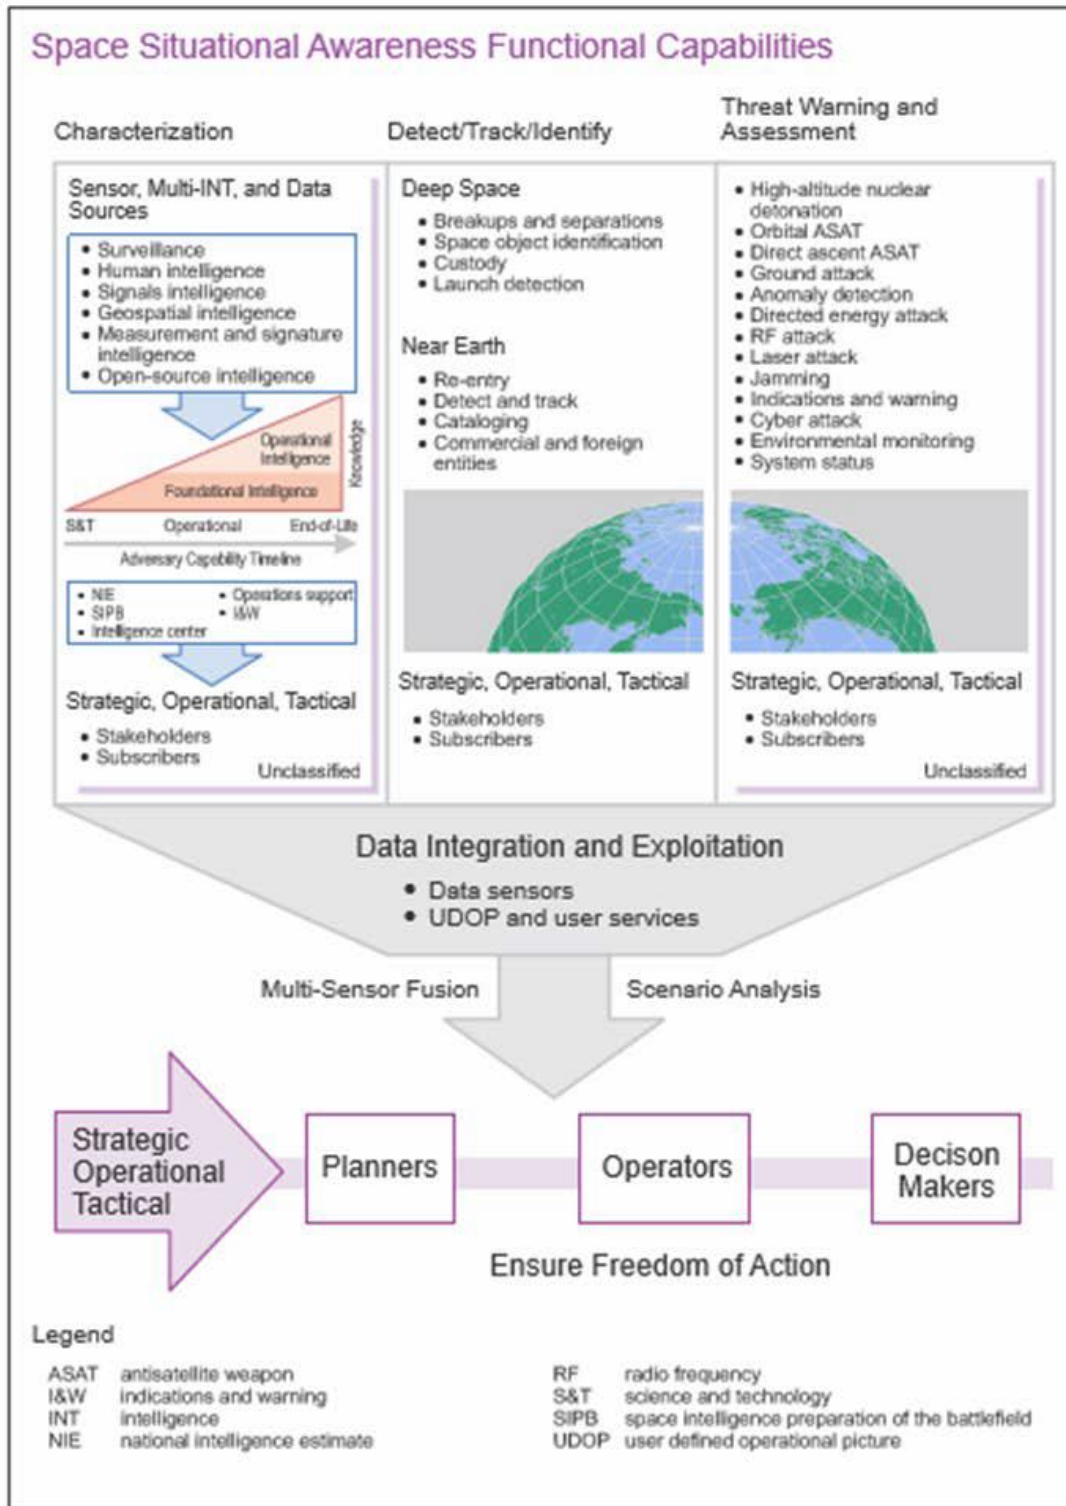 Space Situational Awareness Functional Capabilities
Characterization
Sensor, Multi-INT, and Data
Sources
• Surveillance
• Human intelligence
• Signals intelligence
• Geospatial intelligence
• Measurement and signature
intelligence
• Open-source intelligence
Operational
Intelligence
Foundational Intelligence
Knowledge
S&T Operational End-of-Life
Adversary Capability Timeline
• NIE
• SIPB
• Intelligence center
• Operations support
• I&W
Strategic, Operational, Tactical
• Stakeholders
• Subscribers
Unclassified
Detect/Track/Identify
Deep Space
• Breakups and separations
• Space object identification
• Custody
• Launch detection
Near Earth
• Re-entry
• Detect and track
• Cataloging
• Commercial and foreign
entities
Strategic, Operational, Tactical
• Stakeholders
• Subscribers
Threat Warning and
Assessment
• High-altitude nuclear
detonation
• Orbital ASAT
• Direct ascent ASAT
• Ground attack
• Anomaly detection
• Directed energy attack
• RF attack
• Laser attack
• Jamming
• Indications and warning
• Cyber attack
• Environmental monitoring
• System status
Strategic, Operational, Tactical
• Stakeholders
• Subscribers
Unclassified
Data Integration and Exploitation
• Data sensors
• UDOP and user services
Multi-Sensor Fusion
Scenario Analysis
Strategic
Operational
Tactical
Planners
Operators
Decison
Makers
Ensure Freedom of Action
Legend
ASAT antisatellite weapon
I&W indications and warning
INT intelligence
NIE national intelligence estimate
RF radio frequency
S&T science and technology
SIPB space intelligence preparation of the battlefield
UDOP user defined operational picture